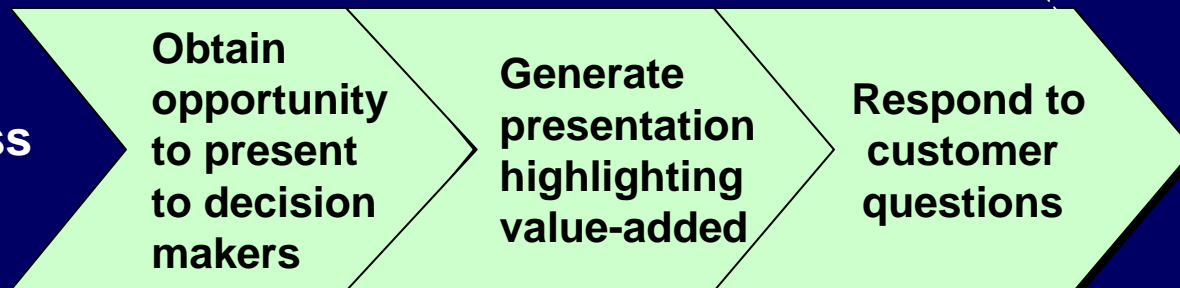 Obtain
opportunity
to present
to decision
makers
Generate
presentation
highlighting
value-added
Respond to
customer
questions